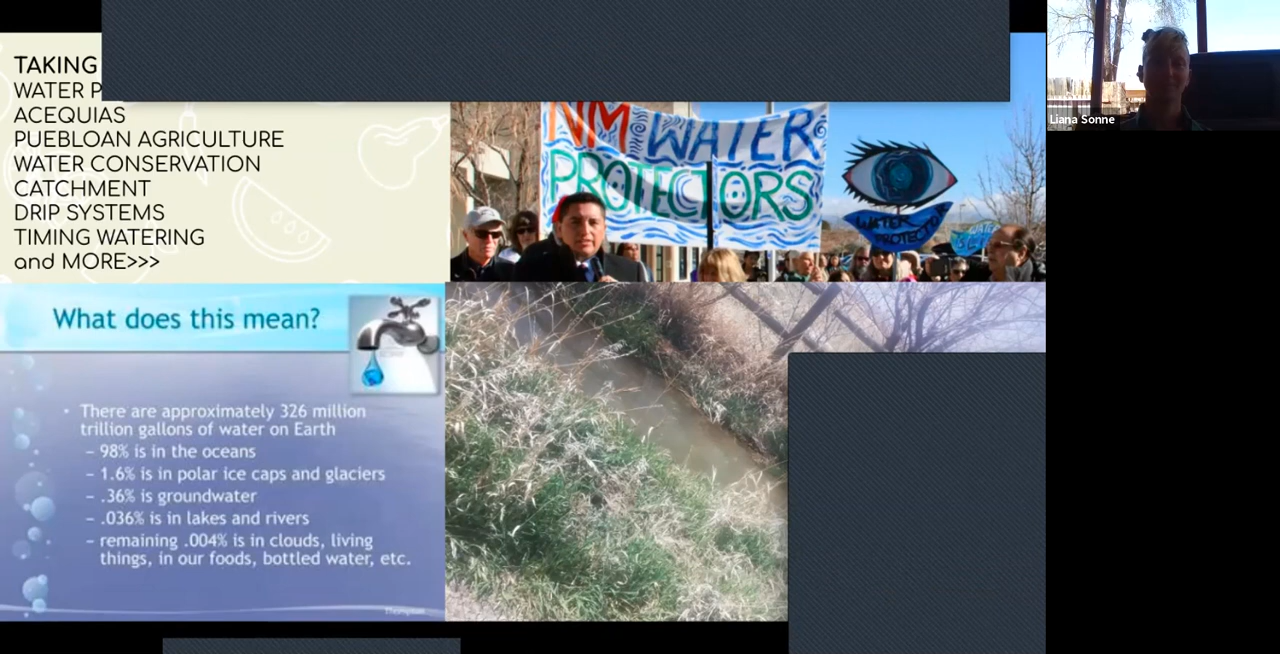 TAKING
WATER P
ACEQUIAS
PUEBLOAN AGRICULTURE
WATER CONSERVATION
CATCHMENT
DRIP SYSTEMS
TIMING WATERING
and MORE>>>
NM WATER
PROTECTORS
WATER
PROTECTOR
Liana Sonne
What does this mean?
• There are approximately 326 million
trillion gallons of water on Earth
– 98% is in the oceans
– 1.6% is in polar ice caps and glaciers
– .36% is groundwater
– .036% is in lakes and rivers
– remaining .004% is in clouds, living
things, in our foods, bottled water, etc.